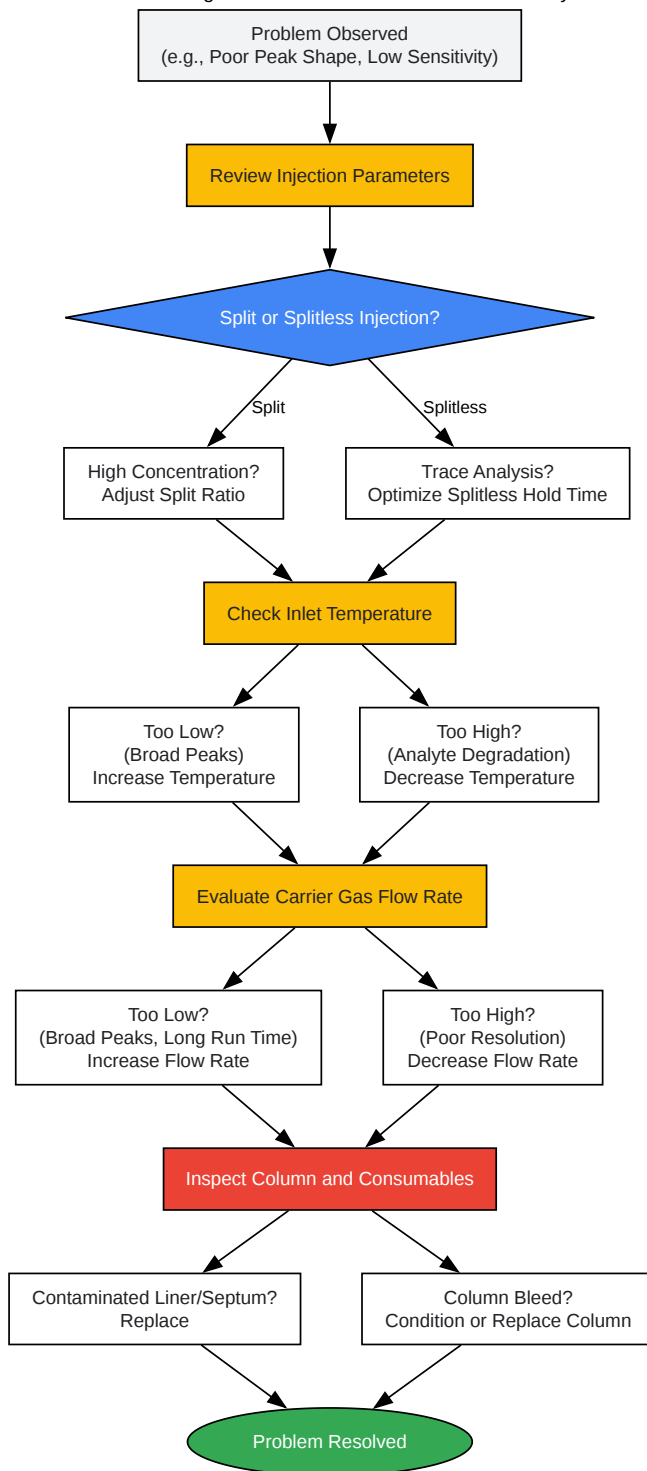 Problem Observed
(e.g., Poor Peak Shape, Low Sensitivity)
Review Injection Parameters
Split or Splitless Injection?
Split
Splitless
High Concentration?
Adjust Split Ratio
Trace Analysis?
Optimize Splitless Hold Time
Check Inlet Temperature
Too Low?
(Broad Peaks)
Increase Temperature
Too High?
(Analyte Degradation)
Decrease Temperature
Evaluate Carrier Gas Flow Rate
Too Low?
(Broad Peaks, Long Run Time)
Increase Flow Rate
Too High?
(Poor Resolution)
Decrease Flow Rate
Inspect Column and Consumables
Contaminated Liner/Septum?
Replace
Column Bleed?
Condition or Replace Column
Problem Resolved